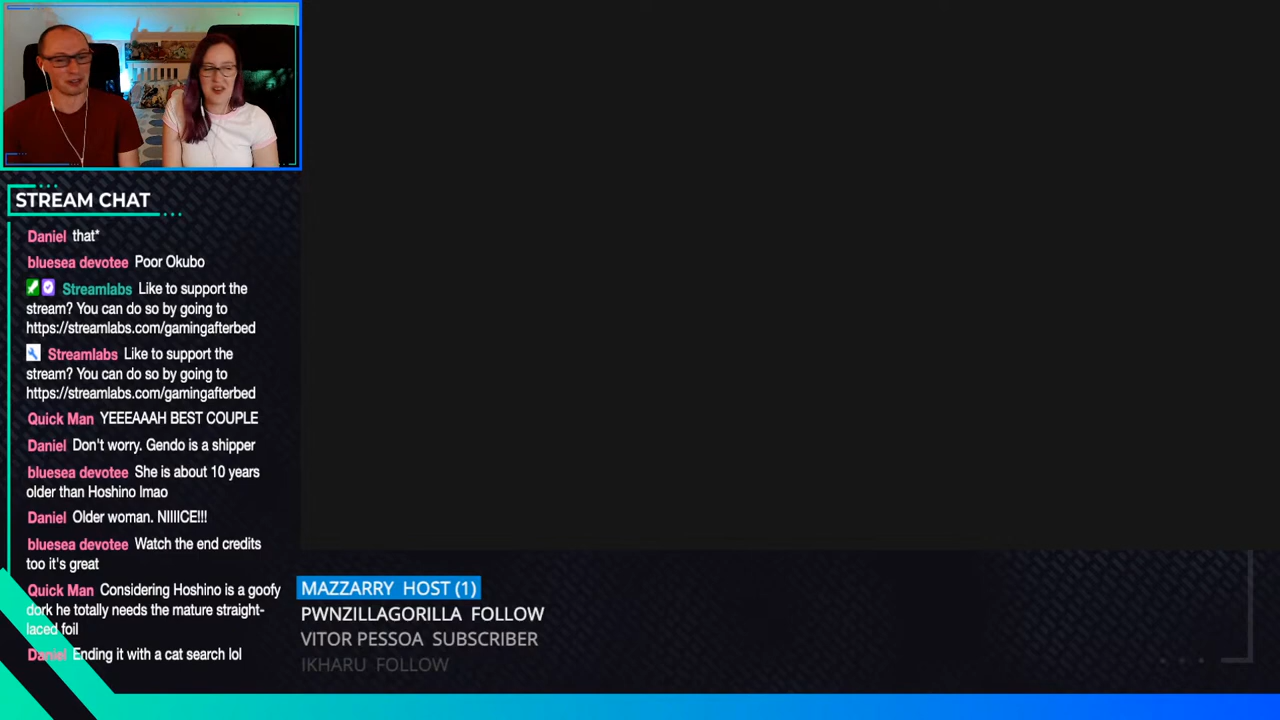 STREAM CHAT
Daniel that*
bluesea devotee Poor Okubo
Streamlabs Like to support the
stream? You can do so by going to
https://streamlabs.com/gamingafterbed
Streamlabs Like to support the
stream? You can do so by going to
https://streamlabs.com/gamingafterbed
Quick Man YEEEAAAH BEST COUPLE
Daniel Don't worry. Gendo is a shipper
bluesea devotee She is about 10 years
older than Hoshino lmao
Daniel Older woman. NIIIICE!!!
bluesea devotee Watch the end credits
too it's great
Quick Man Considering Hoshino is a goofy
dork he totally needs the mature straight-
laced foil
Daniel Ending it with a cat search lol
MAZZARRY HOST (1)
PWNZILLAGORILLA FOLLOW
VITOR PESSOA SUBSCRIBER
IKHARU FOLLOW